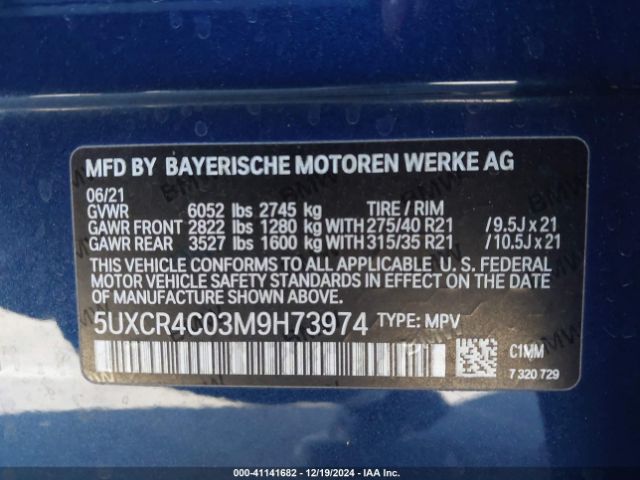 MFD BY BAYERISCHE MOTOREN WERKE AG
06/21
GVWR 6052 lbs 2745 kg TIRE / RIM
GAWR FRONT 2822 lbs 1280 kg WITH 275/40 R21 / 9.5J x 21
GAWR REAR 3527 lbs 1600 kg WITH 315/35 R21 / 10.5J x 21
THIS VEHICLE CONFORMS TO ALL APPLICABLE U. S. FEDERAL
MOTOR VEHICLE SAFETY STANDARDS IN EFFECT ON THE DATE
OF MANUFACTURE SHOWN ABOVE.
5UXCR4C03M9H73974 TYPE: MPV
C1MM
7 320 729
© COPART - 41141682 - 12/19/2024 - IAA Inc.